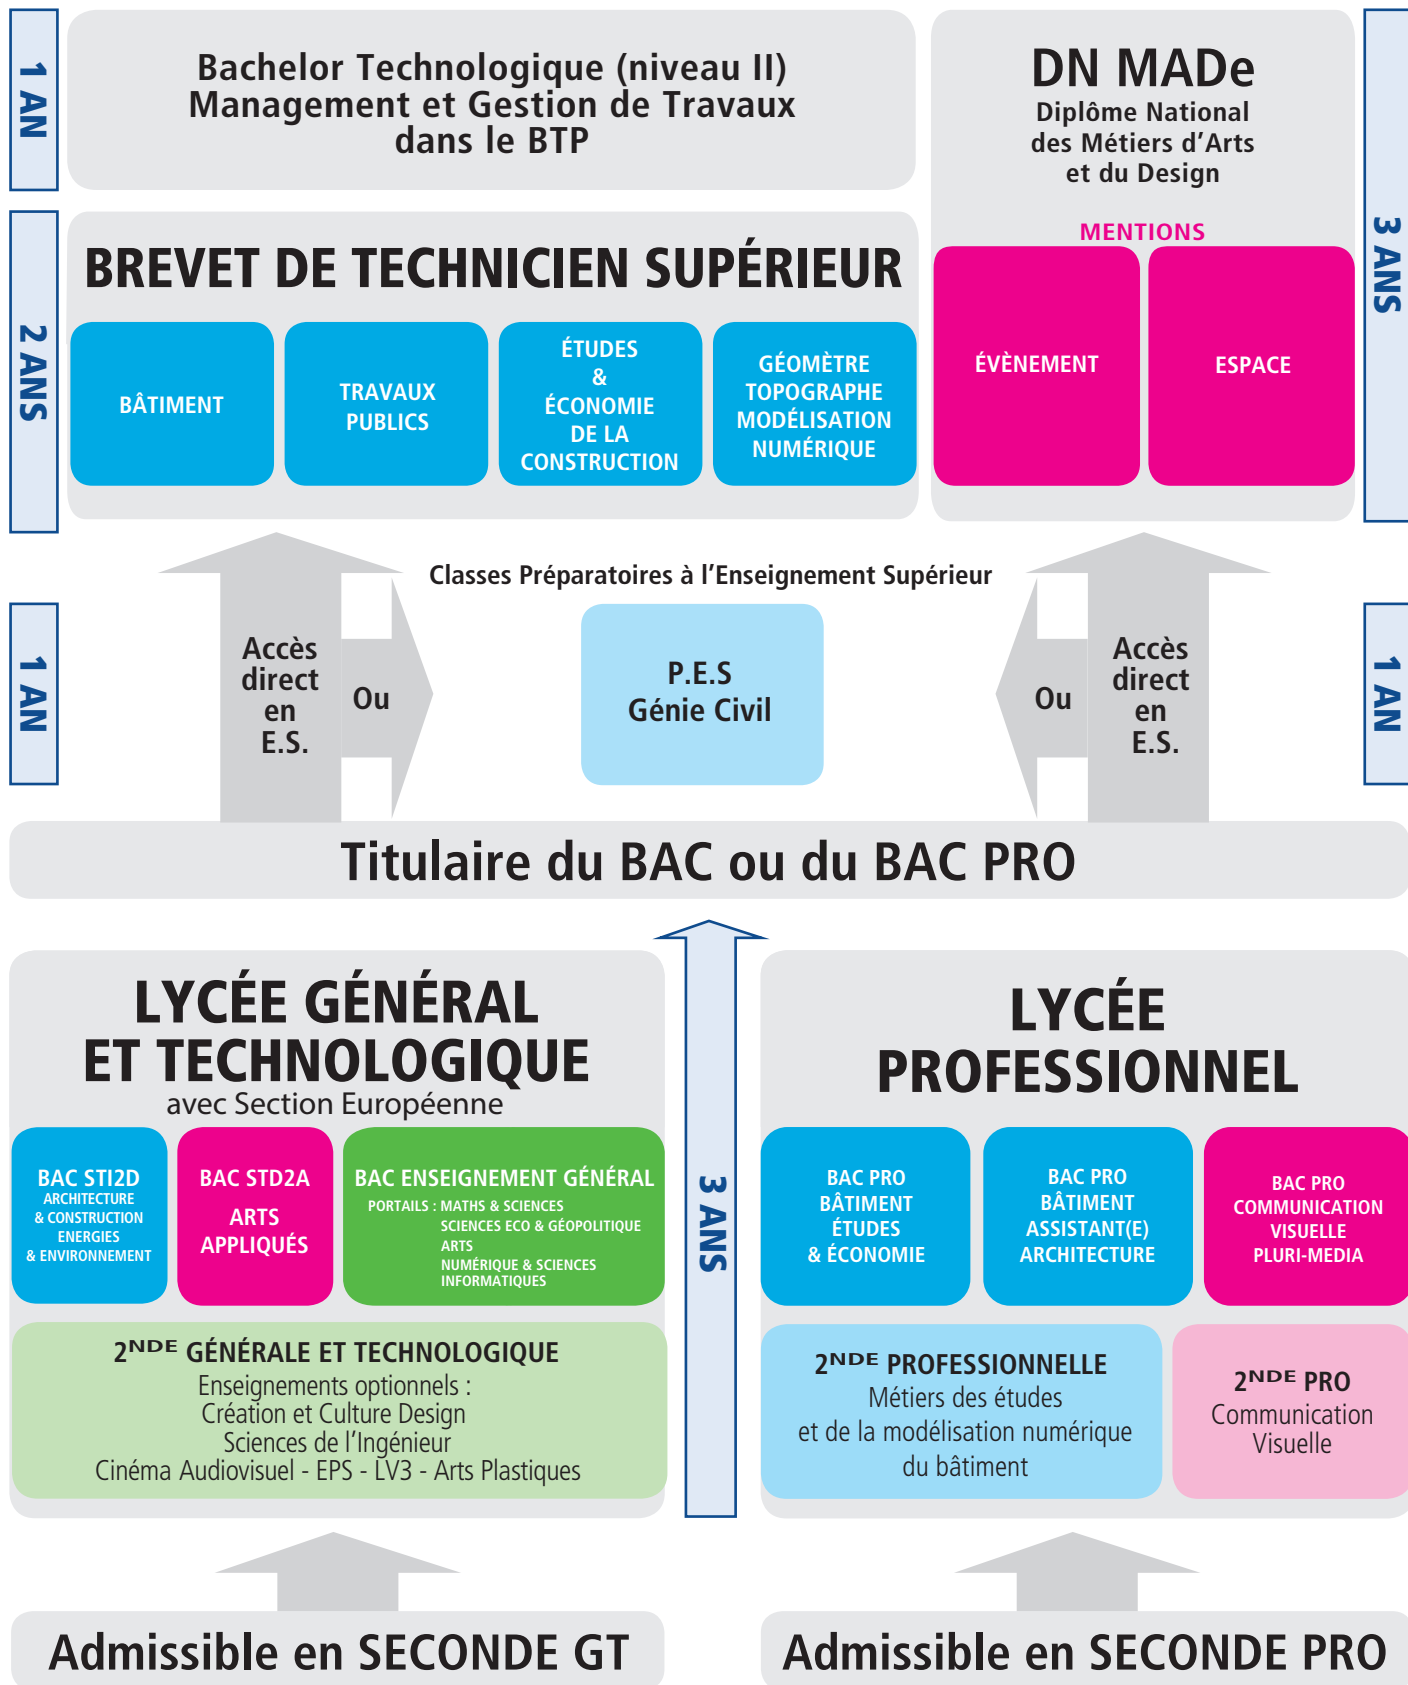 1 AN
Bachelor Technologique (niveau II)
Management et Gestion de Travaux
dans le BTP
DN MADe
Diplôme National
des Métiers d’Arts
et du Design
MENTIONS
ÉVÈNEMENT
ESPACE
3 ANS
2 ANS
BREVET DE TECHNICIEN SUPÉRIEUR
BÂTIMENT
TRAVAUX
PUBLICS
ÉTUDES
&
ÉCONOMIE
DE LA
CONSTRUCTION
GÉOMÈTRE
TOPOGRAPHE
MODÉLISATION
NUMÉRIQUE
Classes Préparatoires à l’Enseignement Supérieur
1 AN
Accès
direct
en
E.S.
Ou
P.E.S
Génie Civil
Ou
Accès
direct
en
E.S.
1 AN
Titulaire du BAC ou du BAC PRO
LYCÉE GÉNÉRAL
ET TECHNOLOGIQUE
avec Section Européenne
BAC STI2D
ARCHITECTURE
& CONSTRUCTION
ENERGIES
& ENVIRONNEMENT
BAC STD2A
ARTS
APPLIQUÉS
BAC ENSEIGNEMENT GÉNÉRAL
PORTAILS : MATHS & SCIENCES
SCIENCES ECO & GÉOPOLITIQUE
ARTS
NUMÉRIQUE & SCIENCES
INFORMATIQUES
2NDE GÉNÉRALE ET TECHNOLOGIQUE
Enseignements optionnels :
Création et Culture Design
Sciences de l’Ingénieur
Cinéma Audiovisuel - EPS - LV3 - Arts Plastiques
3 ANS
LYCÉE
PROFESSIONNEL
BAC PRO
BÂTIMENT
ÉTUDES
& ÉCONOMIE
BAC PRO
BÂTIMENT
ASSISTANT(E)
ARCHITECTURE
BAC PRO
COMMUNICATION
VISUELLE
PLURI-MEDIA
2NDE PROFESSIONNELLE
Métiers des études
et de la modélisation numérique
du bâtiment
2NDE PRO
Communication
Visuelle
Admissible en SECONDE GT
Admissible en SECONDE PRO